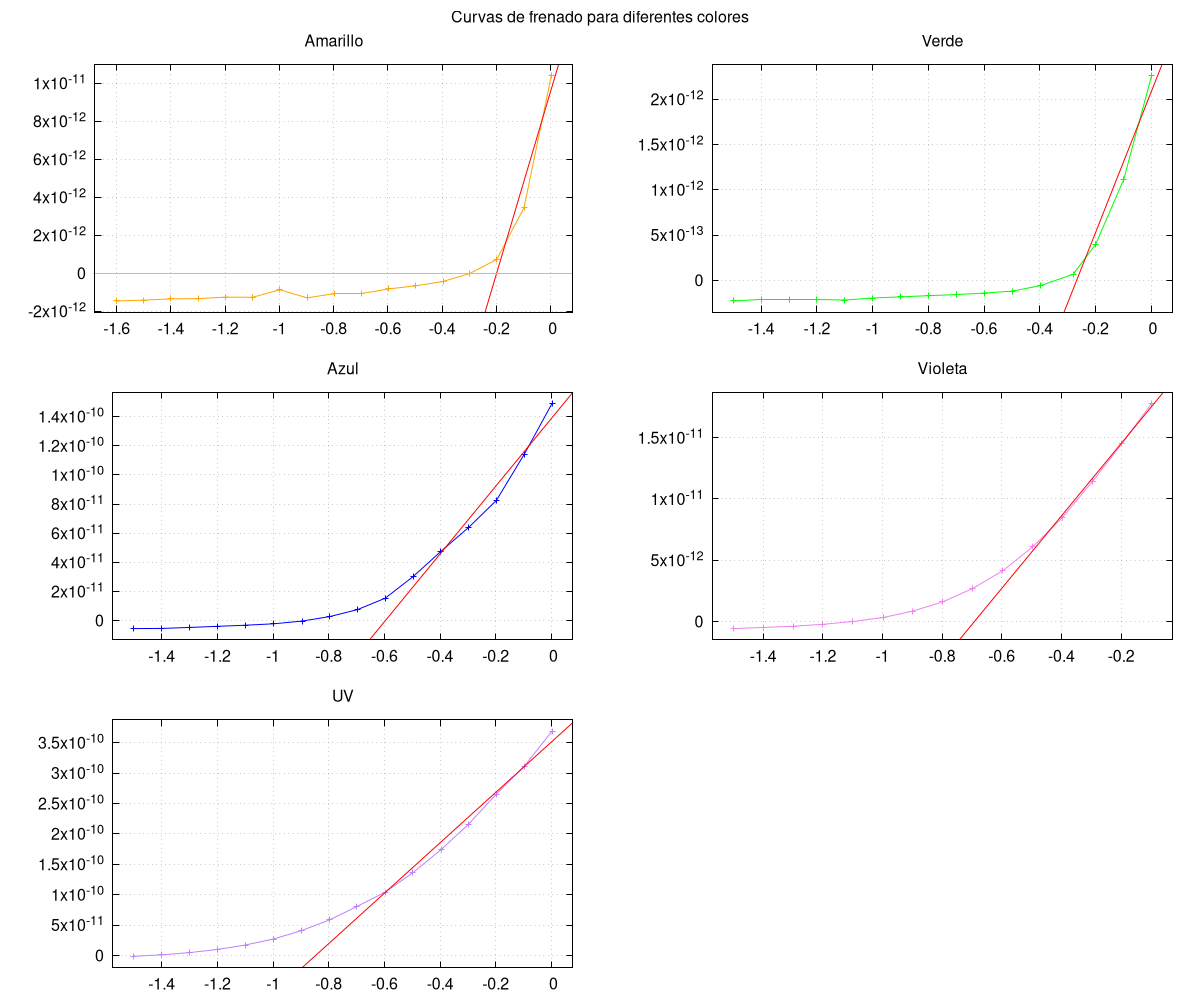 Curvas de frenado para diferentes colores
Amarillo
1x10^-11
8x10^-12
6x10^-12
4x10^-12
2x10^-12
0
-2x10^-12
-1.6 -1.4 -1.2 -1 -0.8 -0.6 -0.4 -0.2 0
Verde
2x10^-12
1.5x10^-12
1x10^-12
5x10^-13
0
-1.4 -1.2 -1 -0.8 -0.6 -0.4 -0.2 0
Azul
1.4x10^-10
1.2x10^-10
1x10^-10
8x10^-11
6x10^-11
4x10^-11
2x10^-11
0
-1.4 -1.2 -1 -0.8 -0.6 -0.4 -0.2 0
Violeta
1.5x10^-11
1x10^-11
5x10^-12
0
-1.4 -1.2 -1 -0.8 -0.6 -0.4 -0.2
UV
3.5x10^-10
3x10^-10
2.5x10^-10
2x10^-10
1.5x10^-10
1x10^-10
5x10^-11
0
-1.4 -1.2 -1 -0.8 -0.6 -0.4 -0.2 0